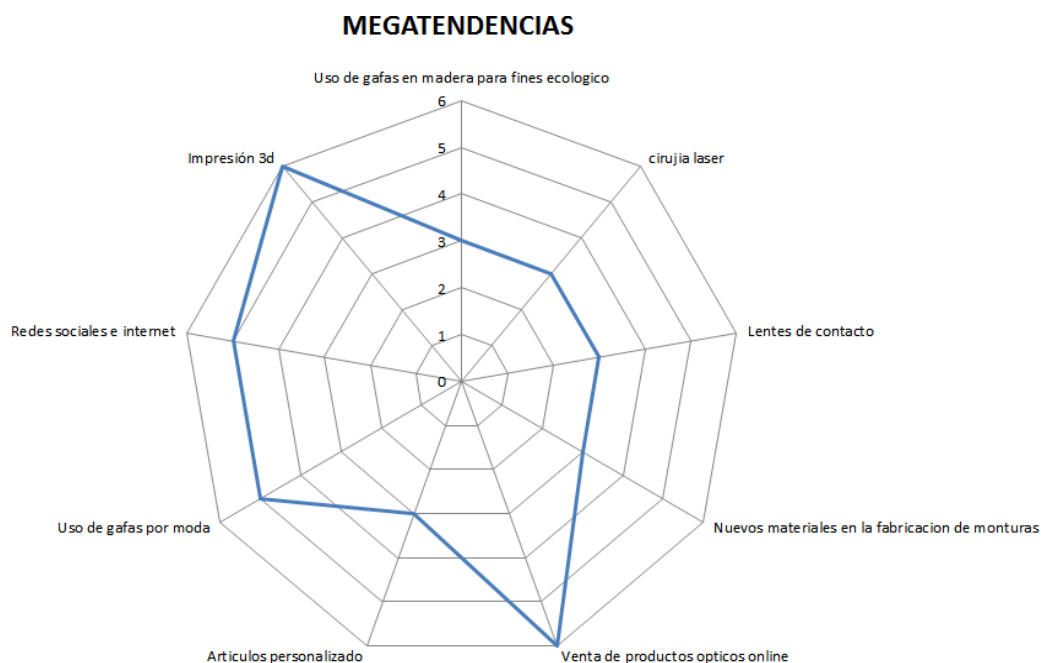 MEGATENDENCIAS
Uso de gafas en madera para fines ecologico
6
5
4
3
2
1
0
cirujia laser
Lentes de contacto
Nuevos materiales en la fabricacion de monturas
Venta de productos opticos online
Articulos personalizado
Uso de gafas por moda
Redes sociales e internet
Impresión 3d